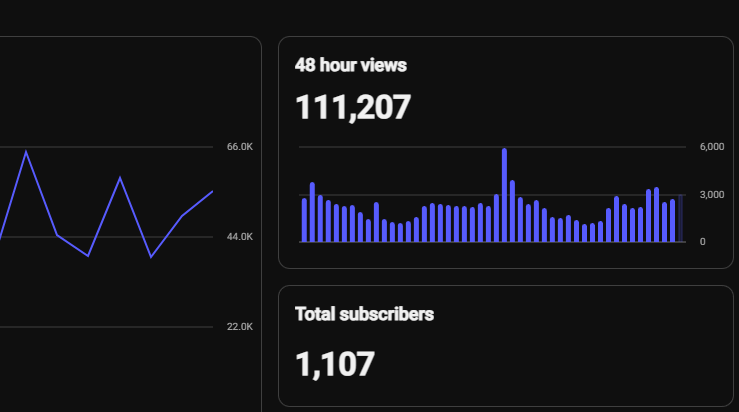 66.0K
44.0K
22.0K
48 hour views
111,207
6,000
3,000
0
Total subscribers
1,107